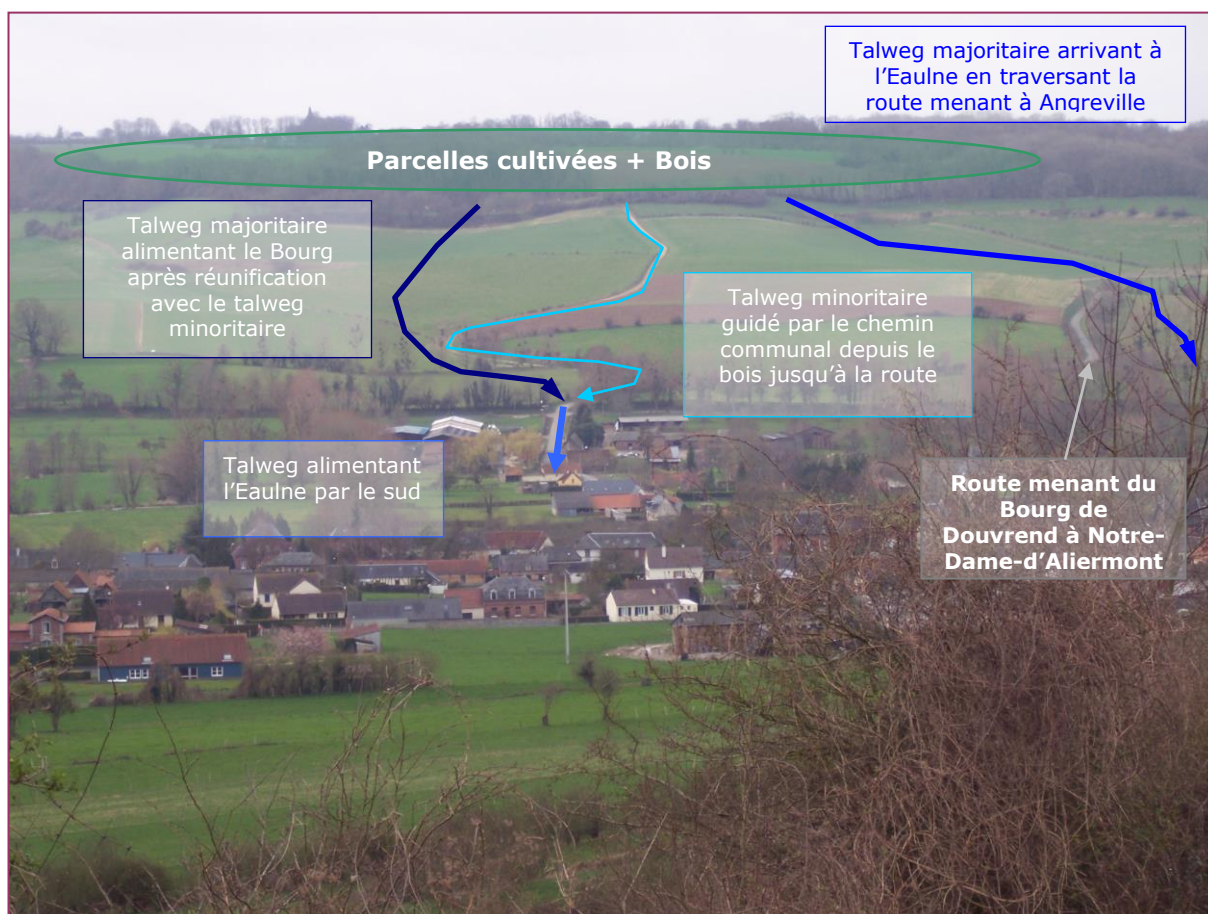 Talweg majoritaire arrivant à
l'Eaulne en traversant la
route menant à Angreville
Parcelles cultivées + Bois
Talweg majoritaire
alimentant le Bourg
après réunification
avec le talweg
minoritaire
Talweg minoritaire
guidé par le chemin
communal depuis le
bois jusqu'à la route
Talweg alimentant
l'Eaulne par le sud
Route menant du
Bourg de
Douvrend à Notre-
Dame-d'Aliermont